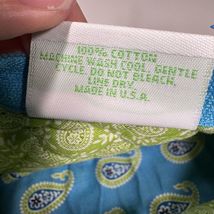 100% COTTON
MACHINE WASH COOL, GENTLE
CYCLE. DO NOT BLEACH,
LINE DRY.
MADE IN U.S.A.